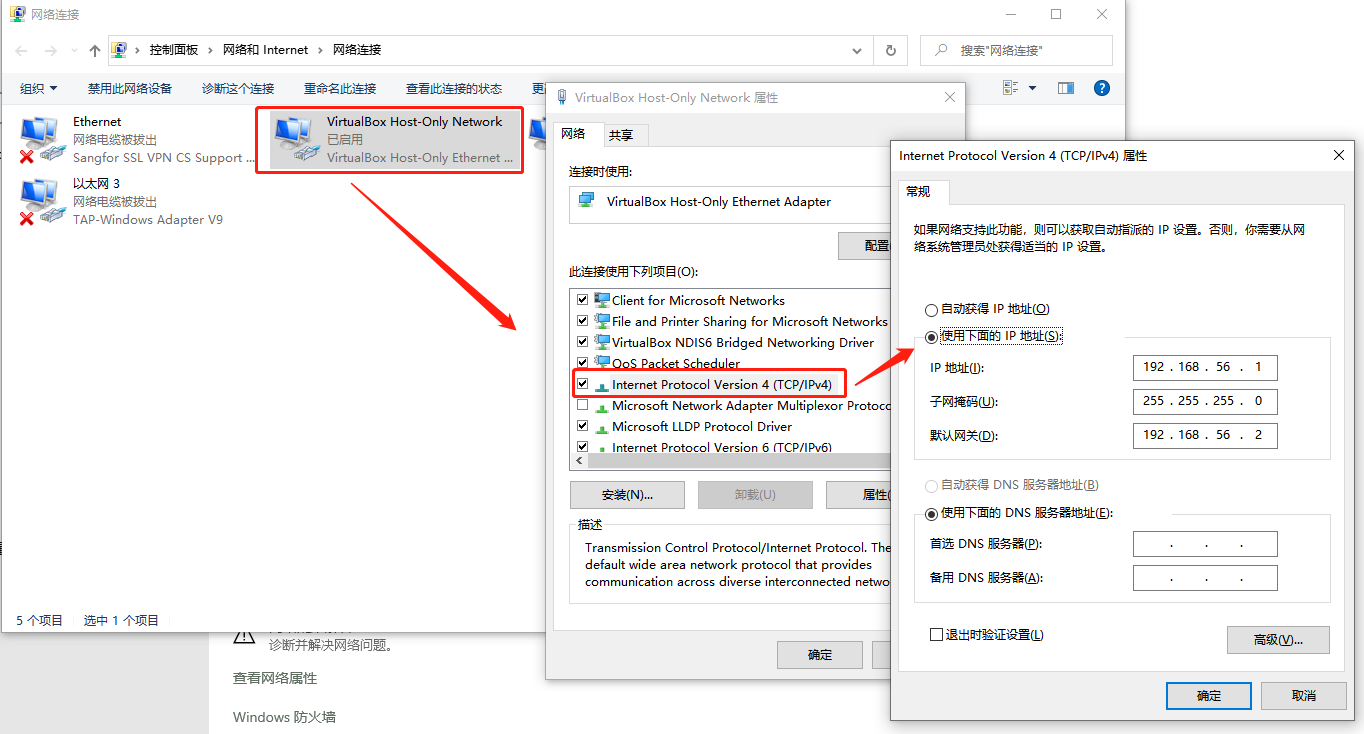 网络连接
控制面板 > 网络和 Internet > 网络连接
搜索"网络连接"
组织
禁用此网络设备
诊断这个连接
重命名此连接
查看此连接的状态
Ethernet
网络电缆被拔出
Sangfor SSL VPN CS Support ...
VirtualBox Host-Only Network
已启用
VirtualBox Host-Only Ethernet ...
以太网 3
网络电缆被拔出
TAP-Windows Adapter V9
5 个项目
选中 1 个项目
诊断并解决网络问题。
查看网络属性
Windows 防火墙
VirtualBox Host-Only Network 属性
网络
共享
连接时使用:
VirtualBox Host-Only Ethernet Adapter
配置
此连接使用下列项目(O):
Client for Microsoft Networks
File and Printer Sharing for Microsoft Networks
VirtualBox NDIS6 Bridged Networking Driver
QoS Packet Scheduler
Internet Protocol Version 4 (TCP/IPv4)
Microsoft Network Adapter Multiplexor Protoco
Microsoft LLDP Protocol Driver
Internet Protocol Version 6 (TCP/IPv6)
安装(N)...
卸载(U)
属性(
描述
Transmission Control Protocol/Internet Protocol. The
default wide area network protocol that provides
communication across diverse interconnected netwo
确定
Internet Protocol Version 4 (TCP/IPv4) 属性
常规
如果网络支持此功能，则可以获取自动指派的 IP 设置。否则，你需要从网
络系统管理员处获得适当的 IP 设置。
自动获得 IP 地址(O)
使用下面的 IP 地址(S):
IP 地址(I):
192 . 168 . 56 . 1
子网掩码(U):
255 . 255 . 255 . 0
默认网关(D):
192 . 168 . 56 . 2
自动获得 DNS 服务器地址(B)
使用下面的 DNS 服务器地址(E):
首选 DNS 服务器(P):
. . .
备用 DNS 服务器(A):
. . .
退出时验证设置(L)
高级(V)...
确定
取消